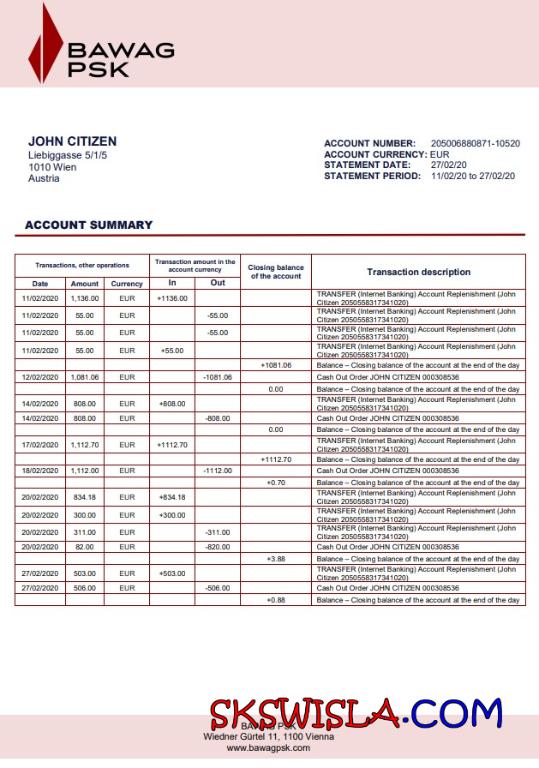 BAWAG
PSK
JOHN CITIZEN
Liebiggasse 5/1/5
1010 Wien
Austria
ACCOUNT NUMBER: 205006880871-10520
ACCOUNT CURRENCY: EUR
STATEMENT DATE: 27/02/20
STATEMENT PERIOD: 11/02/20 to 27/02/20
ACCOUNT SUMMARY
Transactions, other operations
Transaction amount in the
account currency
Closing balance
of the account
Transaction description
Date Amount Currency In Out
11/02/2020 1,136.00 EUR +1136.00 TRANSFER (Internet Banking) Account Replenishment (John
Citizen 2050558317341020)
11/02/2020 55.00 EUR -55.00 TRANSFER (Internet Banking) Account Replenishment (John
Citizen 2050558317341020)
11/02/2020 55.00 EUR -55.00 TRANSFER (Internet Banking) Account Replenishment (John
Citizen 2050558317341020)
11/02/2020 55.00 EUR +55.00 TRANSFER (Internet Banking) Account Replenishment (John
Citizen 2050558317341020)
+1081.06 Balance – Closing balance of the account at the end of the day
12/02/2020 1,081.06 EUR -1081.06 Cash Out Order JOHN CITIZEN 000308536
0.00 Balance – Closing balance of the account at the end of the day
14/02/2020 808.00 EUR +808.00 TRANSFER (Internet Banking) Account Replenishment (John
Citizen 2050558317341020)
14/02/2020 808.00 EUR -808.00 Cash Out Order JOHN CITIZEN 000308536
0.00 Balance – Closing balance of the account at the end of the day
17/02/2020 1,112.70 EUR +1112.70 TRANSFER (Internet Banking) Account Replenishment (John
Citizen 2050558317341020)
+1112.70 Balance – Closing balance of the account at the end of the day
18/02/2020 1,112.00 EUR -1112.00 Cash Out Order JOHN CITIZEN 000308536
+0.70 Balance – Closing balance of the account at the end of the day
20/02/2020 834.18 EUR +834.18 TRANSFER (Internet Banking) Account Replenishment (John
Citizen 2050558317341020)
20/02/2020 300.00 EUR +300.00 TRANSFER (Internet Banking) Account Replenishment (John
Citizen 2050558317341020)
20/02/2020 311.00 EUR -311.00 TRANSFER (Internet Banking) Account Replenishment (John
Citizen 2050558317341020)
20/02/2020 82.00 EUR -820.00 Cash Out Order JOHN CITIZEN 000308536
+3.88 Balance – Closing balance of the account at the end of the day
27/02/2020 503.00 EUR +503.00 TRANSFER (Internet Banking) Account Replenishment (John
Citizen 2050558317341020)
27/02/2020 506.00 EUR -506.00 Cash Out Order JOHN CITIZEN 000308536
+0.88 Balance – Closing balance of the account at the end of the day
SKSWISLA.COM
BAWAG PSK
Wiedner Gürtel 11, 1100 Vienna
www.bawagpsk.com